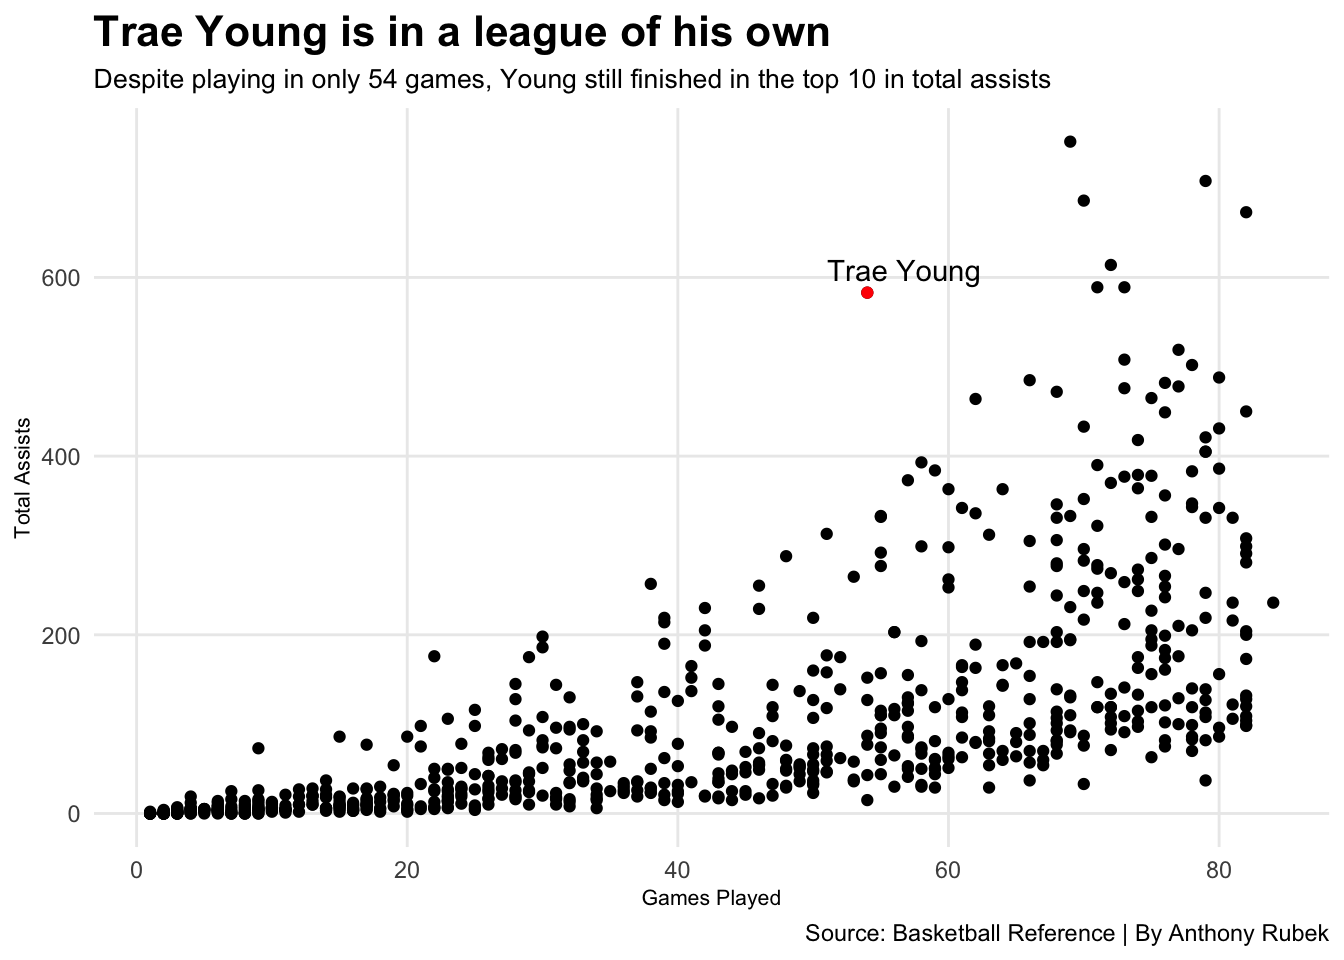 Trae Young is in a league of his own
Despite playing in only 54 games, Young still finished in the top 10 in total assists
Trae Young
600
400
200
0
Total Assists
0 20 40 60 80
Games Played
Source: Basketball Reference | By Anthony Rubek